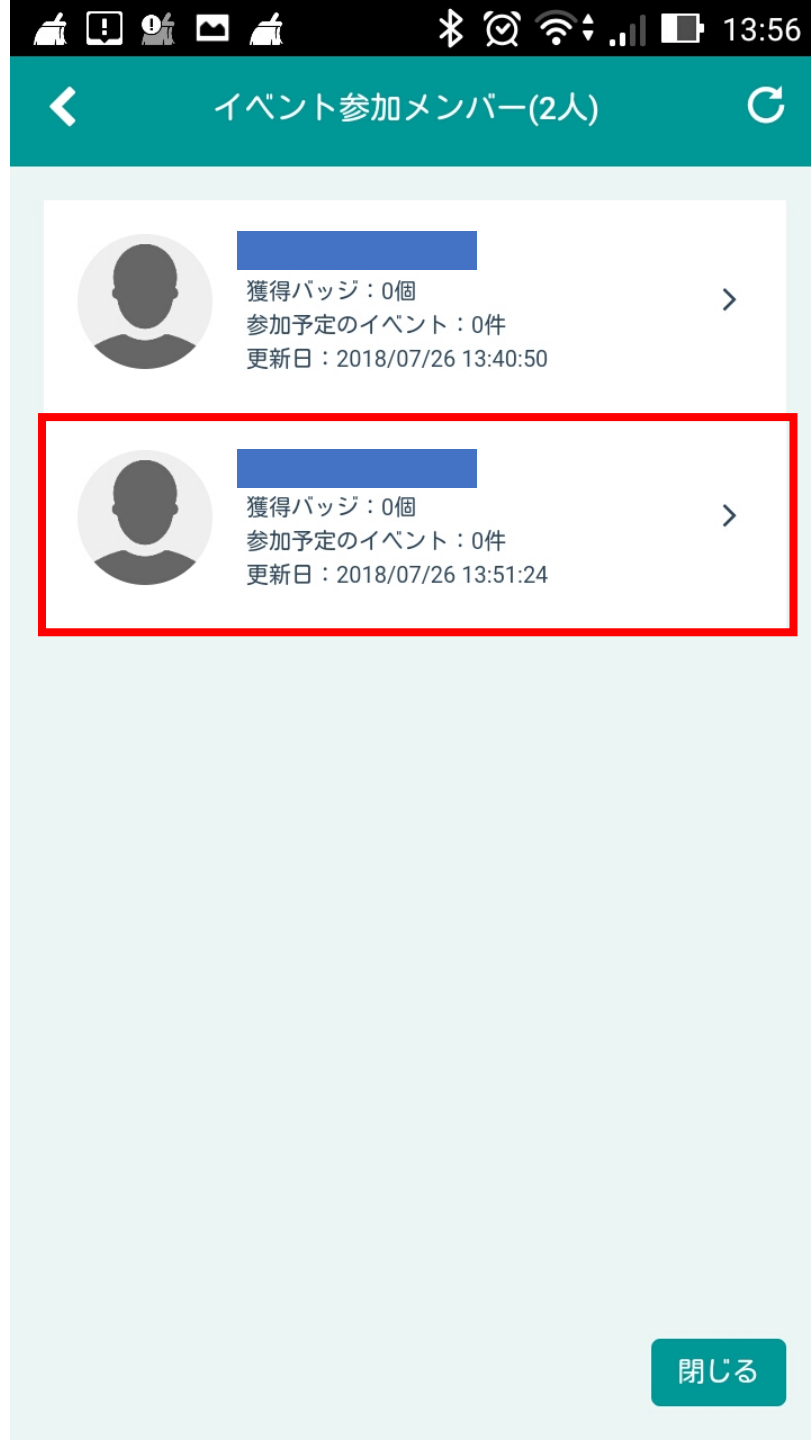 13:56
イベント参加メンバー(2人)
獲得バッジ：0個
参加予定のイベント：0件
更新日：2018/07/26 13:40:50
獲得バッジ：0個
参加予定のイベント：0件
更新日：2018/07/26 13:51:24
閉じる